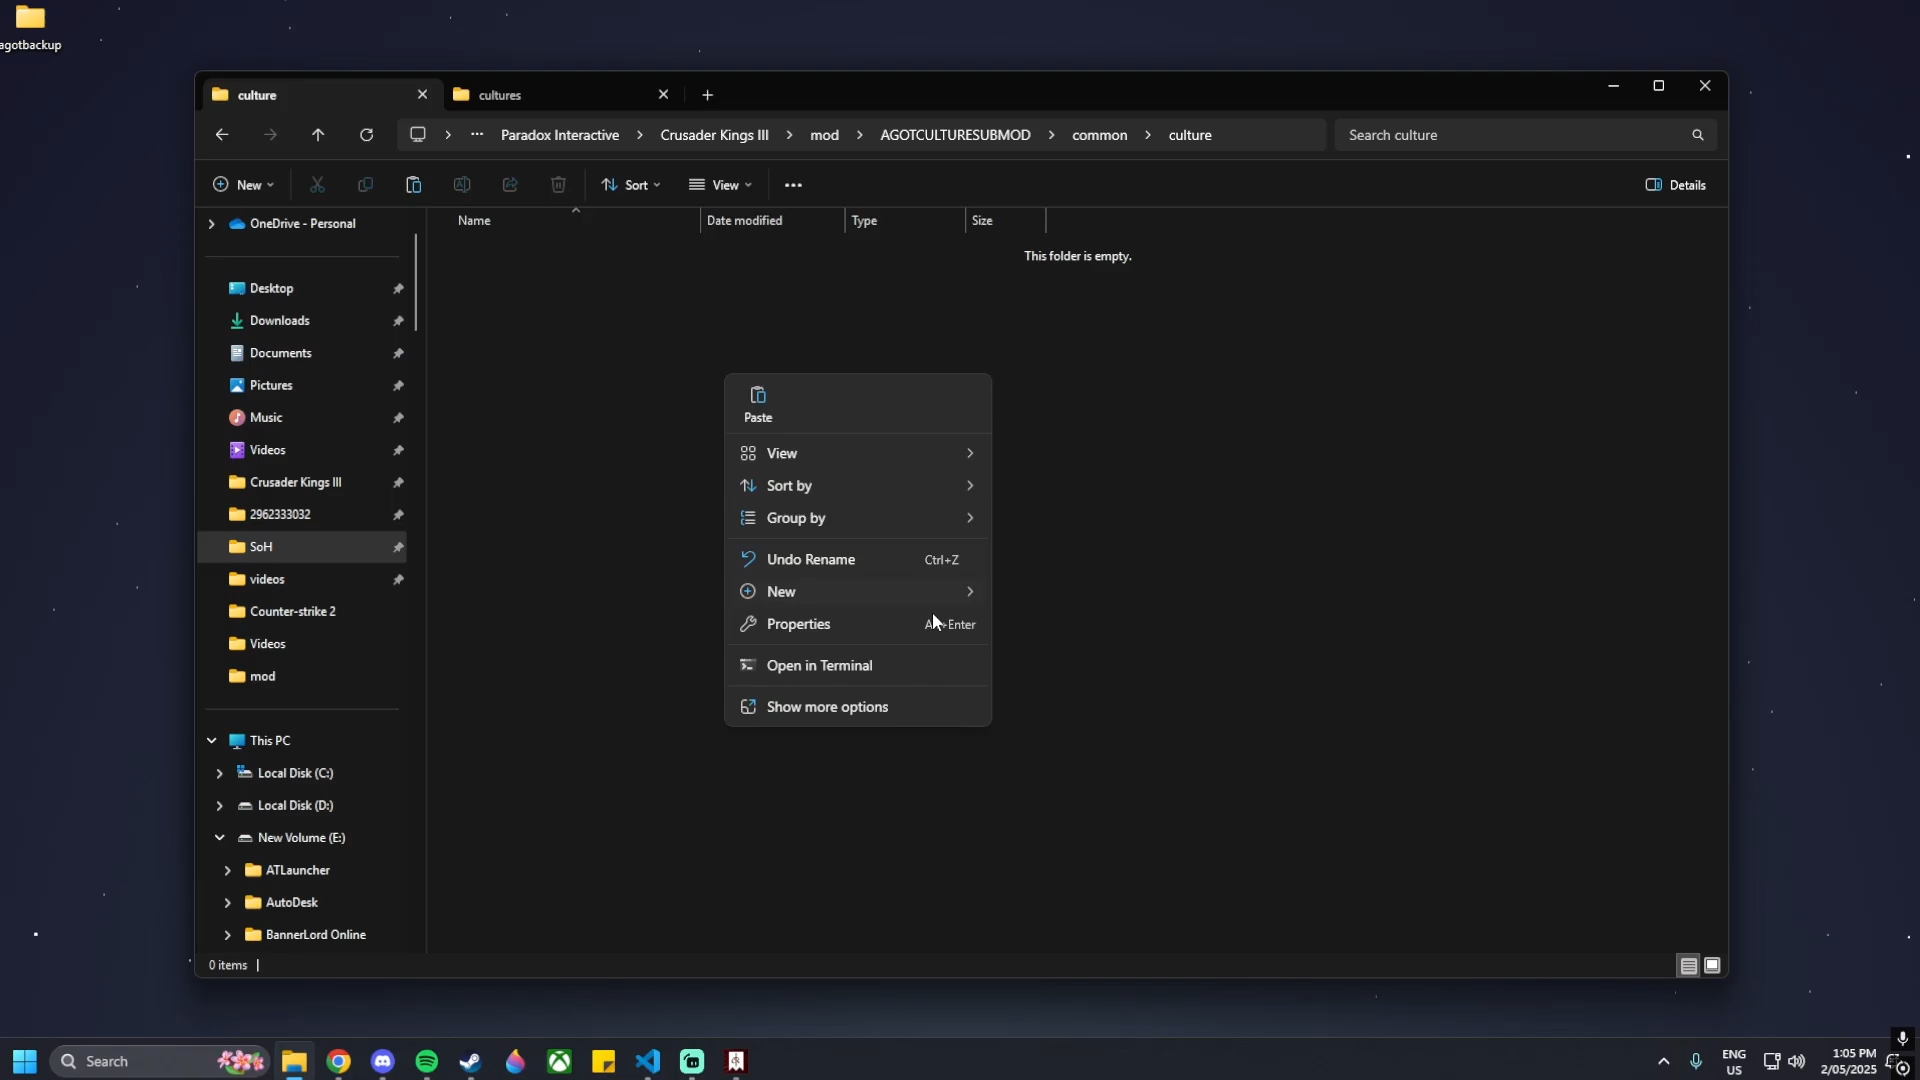 agotbackup
culture
cultures
Paradox Interactive
Crusader Kings III
mod
AGOTCULTURESUBMOD
common
culture
Search culture
New
Sort
View
Details
OneDrive - Personal
Desktop
Downloads
Documents
Pictures
Music
Videos
Crusader Kings III
2962333032
SoH
videos
Counter-strike 2
Videos
mod
This PC
Local Disk (C:)
Local Disk (D:)
New Volume (E:)
ATLauncher
AutoDesk
BannerLord Online
Name
Date modified
Type
Size
This folder is empty.
Paste
View
Sort by
Group by
Undo Rename Ctrl+Z
New
Properties
Open in Terminal
Show more options
0 items
Search
ENG
US
1:05 PM
2/05/2025